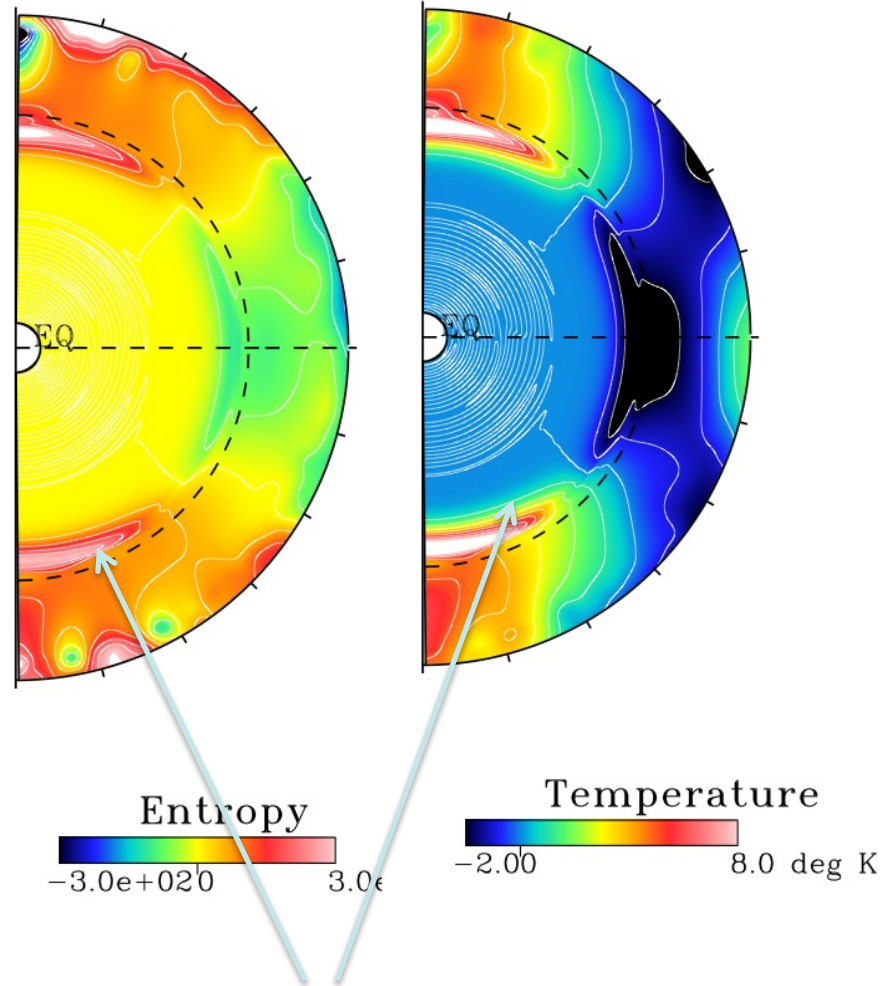 EQ
EQ
Entropy
−3.0e+02 0 3.0e
Temperature
−2.00 8.0 deg K